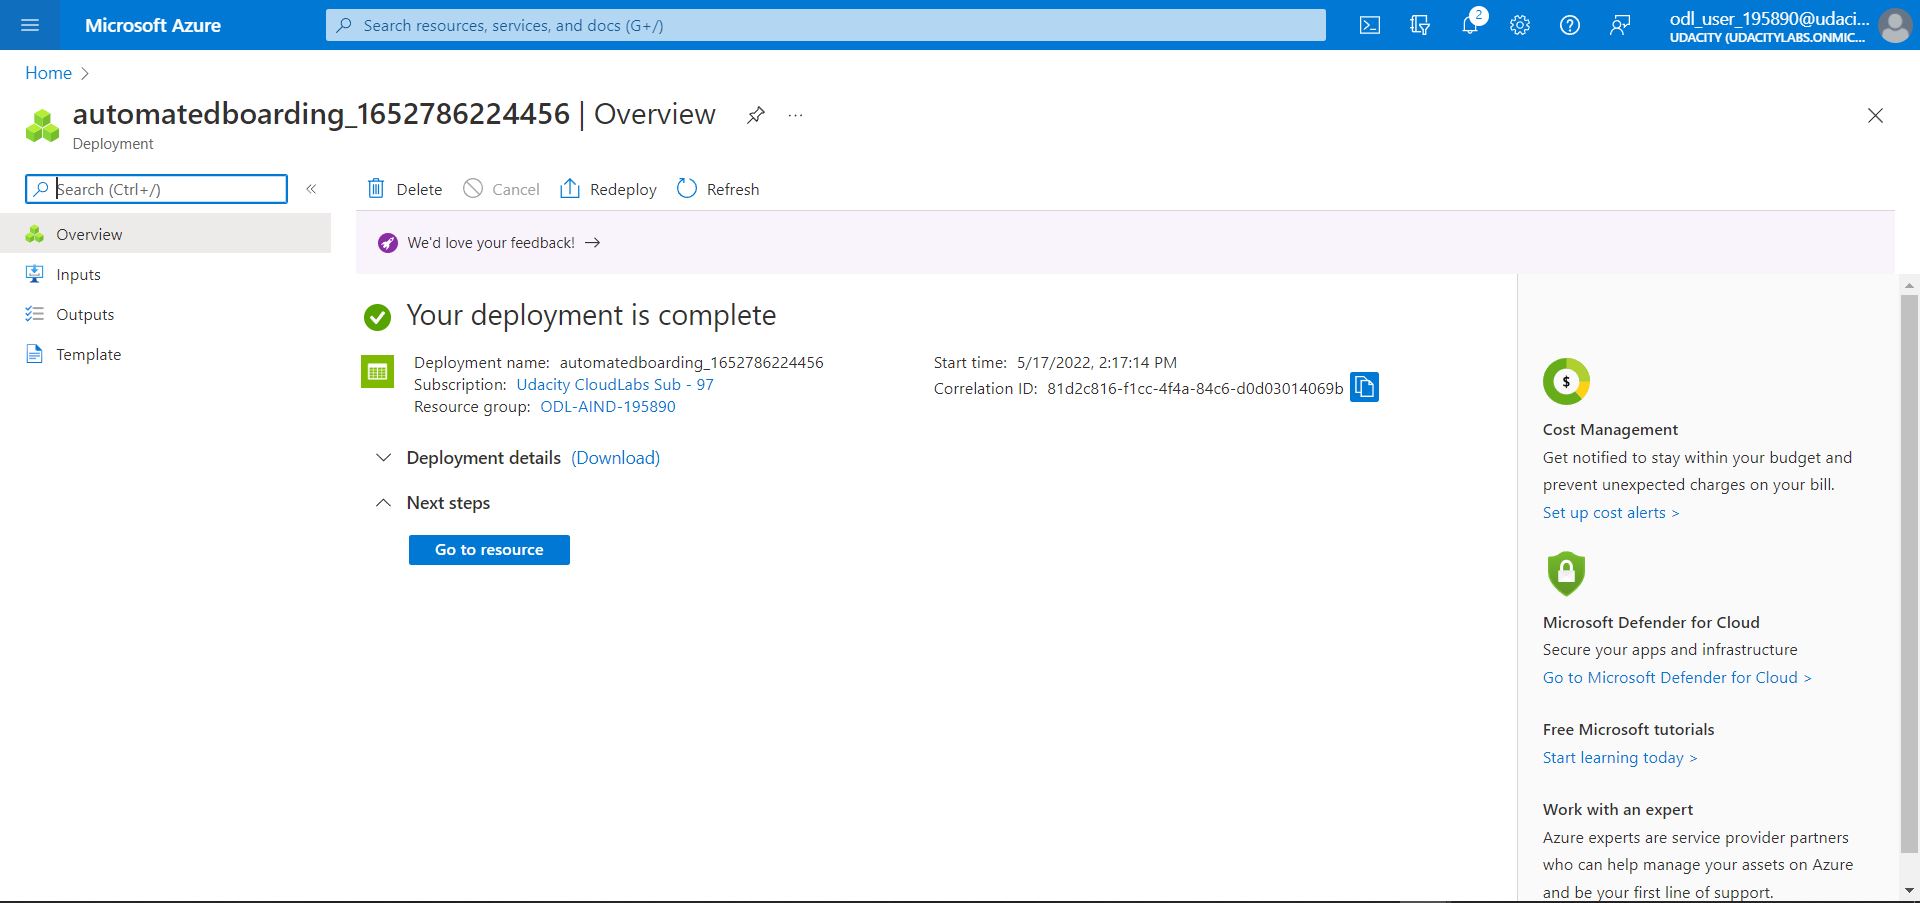 Microsoft Azure
Search resources, services, and docs (G+/)
2
odl_user_195890@udaci...
UDACITY (UDACITYLABS.ONMIC...
Home
automatedboarding_1652786224456 | Overview
...
Deployment
Search (Ctrl+/)
«
Delete
Cancel
Redeploy
Refresh
Overview
Inputs
Outputs
Template
We'd love your feedback! →
Your deployment is complete
Deployment name: automatedboarding_1652786224456
Subscription: Udacity CloudLabs Sub - 97
Resource group: ODL-AIND-195890
Start time: 5/17/2022, 2:17:14 PM
Correlation ID: 81d2c816-f1cc-4f4a-84c6-d0d03014069b
Deployment details (Download)
Next steps
Go to resource
$
Cost Management
Get notified to stay within your budget and
prevent unexpected charges on your bill.
Set up cost alerts >
Microsoft Defender for Cloud
Secure your apps and infrastructure
Go to Microsoft Defender for Cloud >
Free Microsoft tutorials
Start learning today >
Work with an expert
Azure experts are service provider partners
who can help manage your assets on Azure
and be your first line of support.